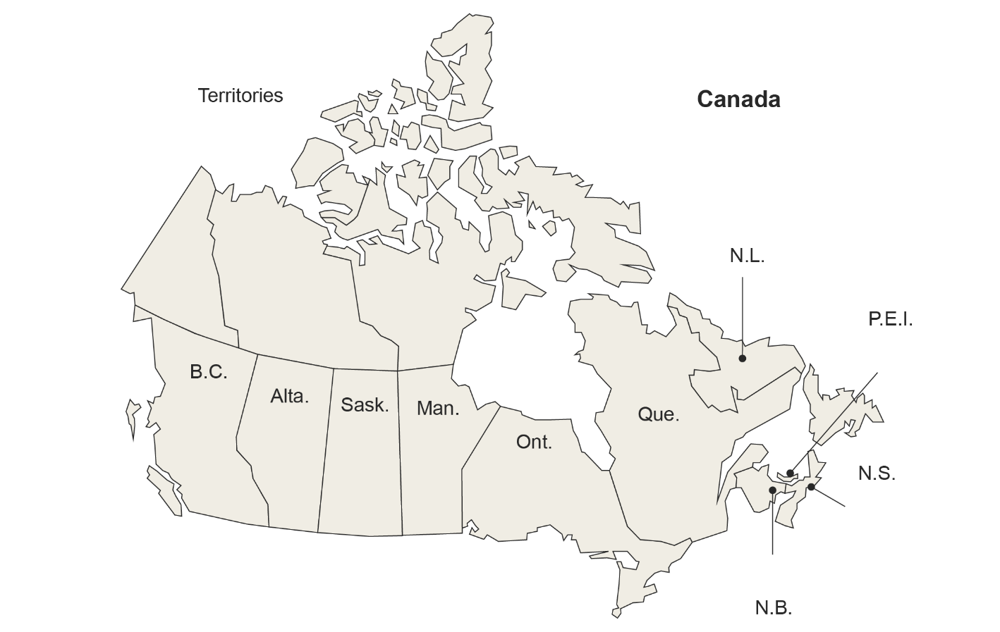 Territories
Canada
N.L.
P.E.I.
B.C.
Alta.
Sask.
Man.
Que.
Ont.
N.S.
N.B.